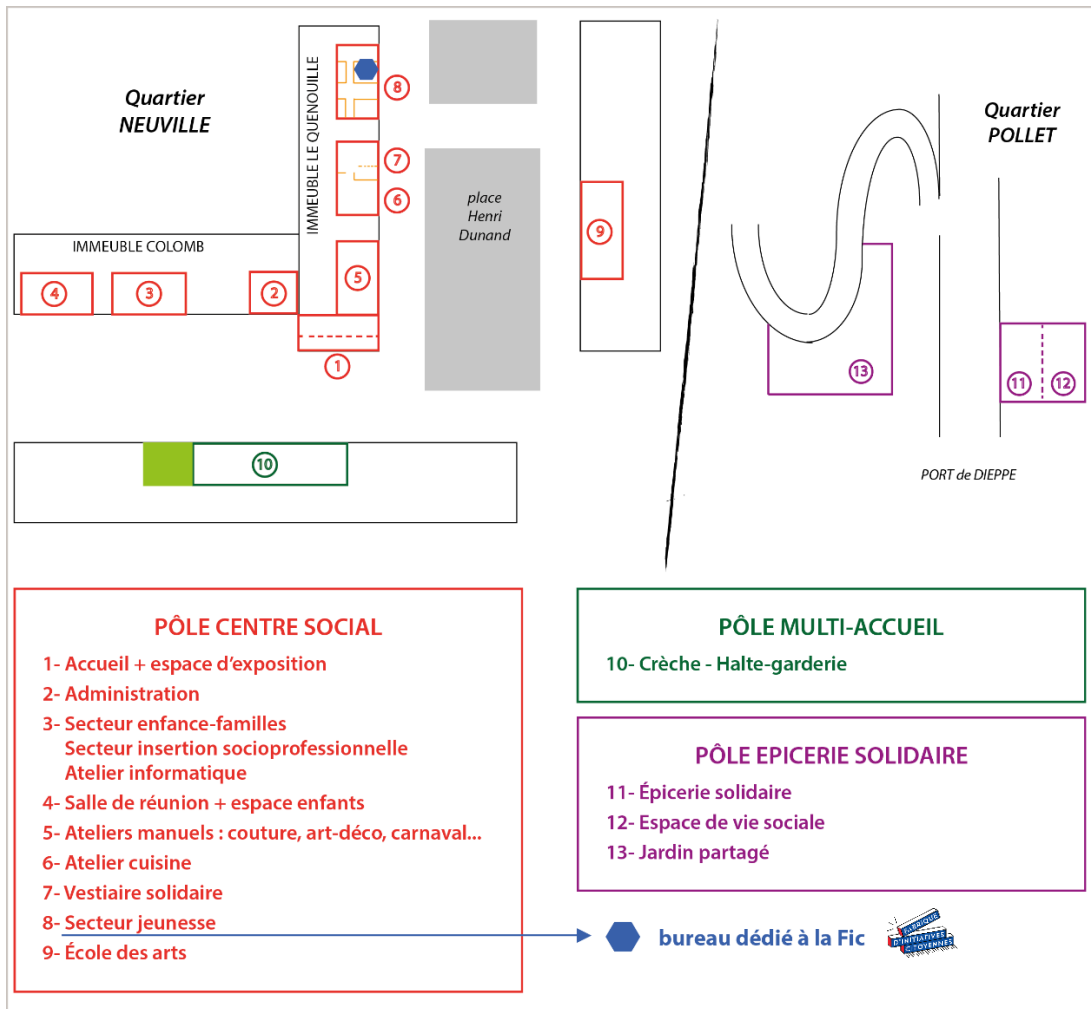 Quartier
NEUVILLE
IMMEUBLE LE QUENOUILLE
8
7
6
5
place
Henri
Dunand
9
Quartier
POLLET
IMMEUBLE COLOMB
4
3
2
1
13
11
12
PORT de DIEPPE
10
PÔLE CENTRE SOCIAL
1- Accueil + espace d'exposition
2- Administration
3- Secteur enfance-familles
Secteur insertion socioprofessionnelle
Atelier informatique
4- Salle de réunion + espace enfants
5- Ateliers manuels : couture, art-déco, carnaval...
6- Atelier cuisine
7- Vestiaire solidaire
8- Secteur jeunesse
9- École des arts
PÔLE MULTI-ACCUEIL
10- Crèche - Halte-garderie
PÔLE EPICERIE SOLIDAIRE
11- Épicerie solidaire
12- Espace de vie sociale
13- Jardin partagé
bureau dédié à la Fic
FABRIQUE
D'INITIATIVES
CITOYENNES